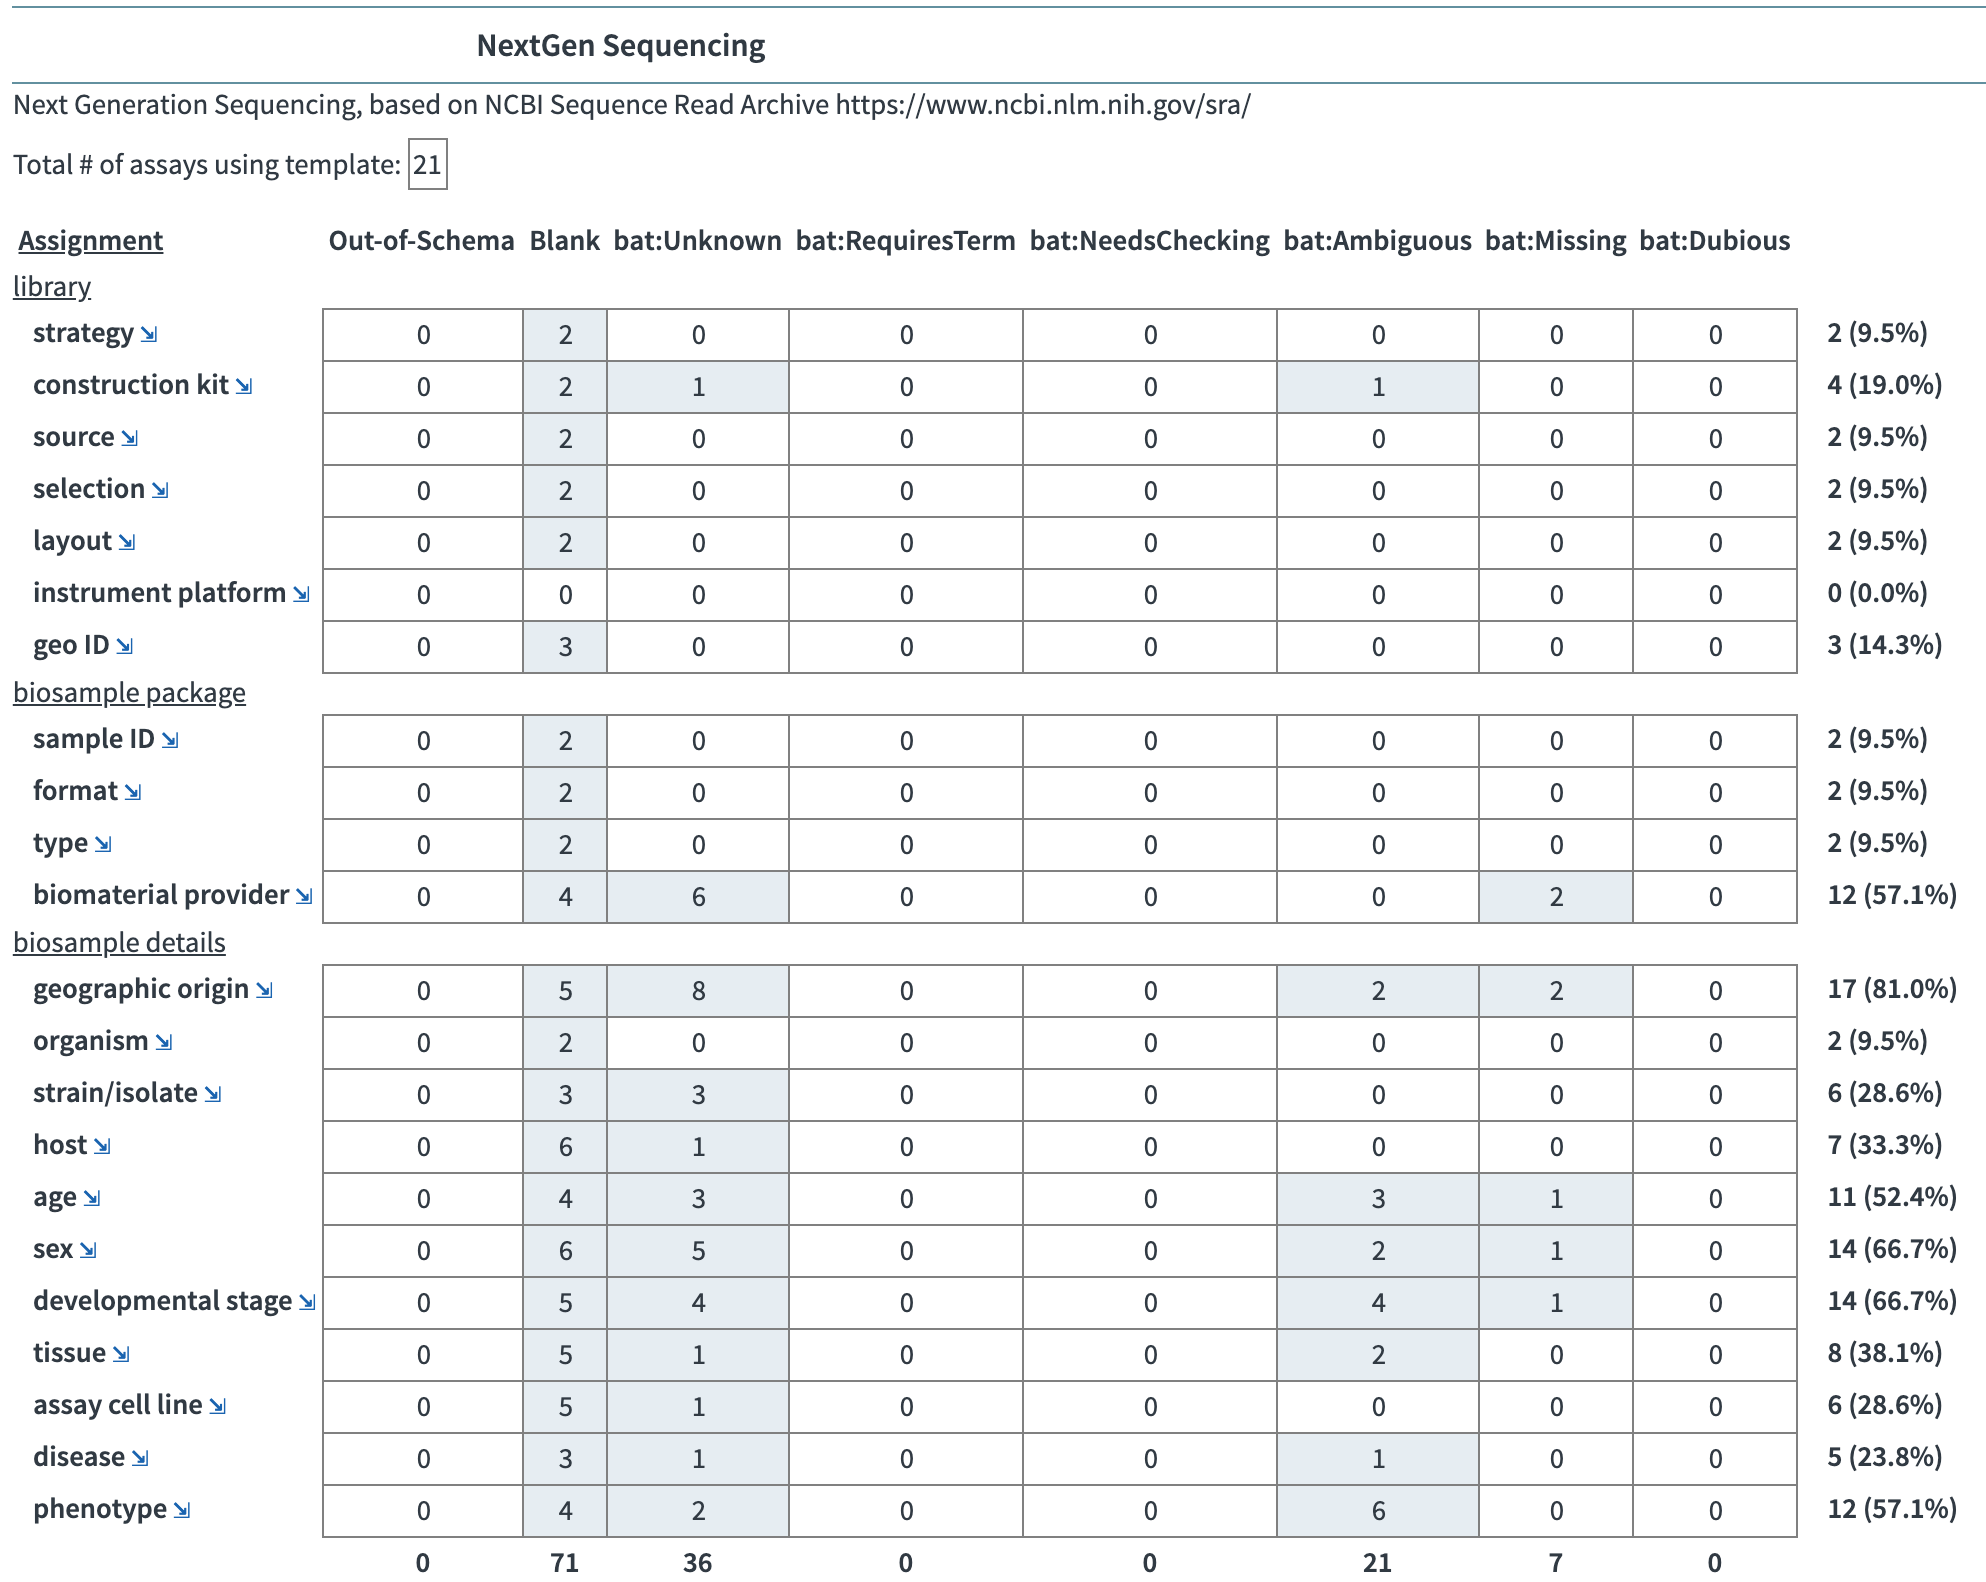 NextGen Sequencing
Next Generation Sequencing, based on NCBI Sequence Read Archive https://www.ncbi.nlm.nih.gov/sra/
Total # of assays using template: 21
Assignment Out-of-Schema Blank bat:Unknown bat:RequiresTerm bat:NeedsChecking bat:Ambiguous bat:Missing bat:Dubious
library
strategy 0 2 0 0 0 0 0 0 2 (9.5%)
construction kit 0 2 1 0 0 1 0 0 4 (19.0%)
source 0 2 0 0 0 0 0 0 2 (9.5%)
selection 0 2 0 0 0 0 0 0 2 (9.5%)
layout 0 2 0 0 0 0 0 0 2 (9.5%)
instrument platform 0 0 0 0 0 0 0 0 0 (0.0%)
geo ID 0 3 0 0 0 0 0 0 3 (14.3%)
biosample package
sample ID 0 2 0 0 0 0 0 0 2 (9.5%)
format 0 2 0 0 0 0 0 0 2 (9.5%)
type 0 2 0 0 0 0 0 0 2 (9.5%)
biomaterial provider 0 4 6 0 0 0 2 0 12 (57.1%)
biosample details
geographic origin 0 5 8 0 0 2 2 0 17 (81.0%)
organism 0 2 0 0 0 0 0 0 2 (9.5%)
strain/isolate 0 3 3 0 0 0 0 0 6 (28.6%)
host 0 6 1 0 0 0 0 0 7 (33.3%)
age 0 4 3 0 0 3 1 0 11 (52.4%)
sex 0 6 5 0 0 2 1 0 14 (66.7%)
developmental stage 0 5 4 0 0 4 1 0 14 (66.7%)
tissue 0 5 1 0 0 2 0 0 8 (38.1%)
assay cell line 0 5 1 0 0 0 0 0 6 (28.6%)
disease 0 3 1 0 0 1 0 0 5 (23.8%)
phenotype 0 4 2 0 0 6 0 0 12 (57.1%)
0 71 36 0 0 21 7 0